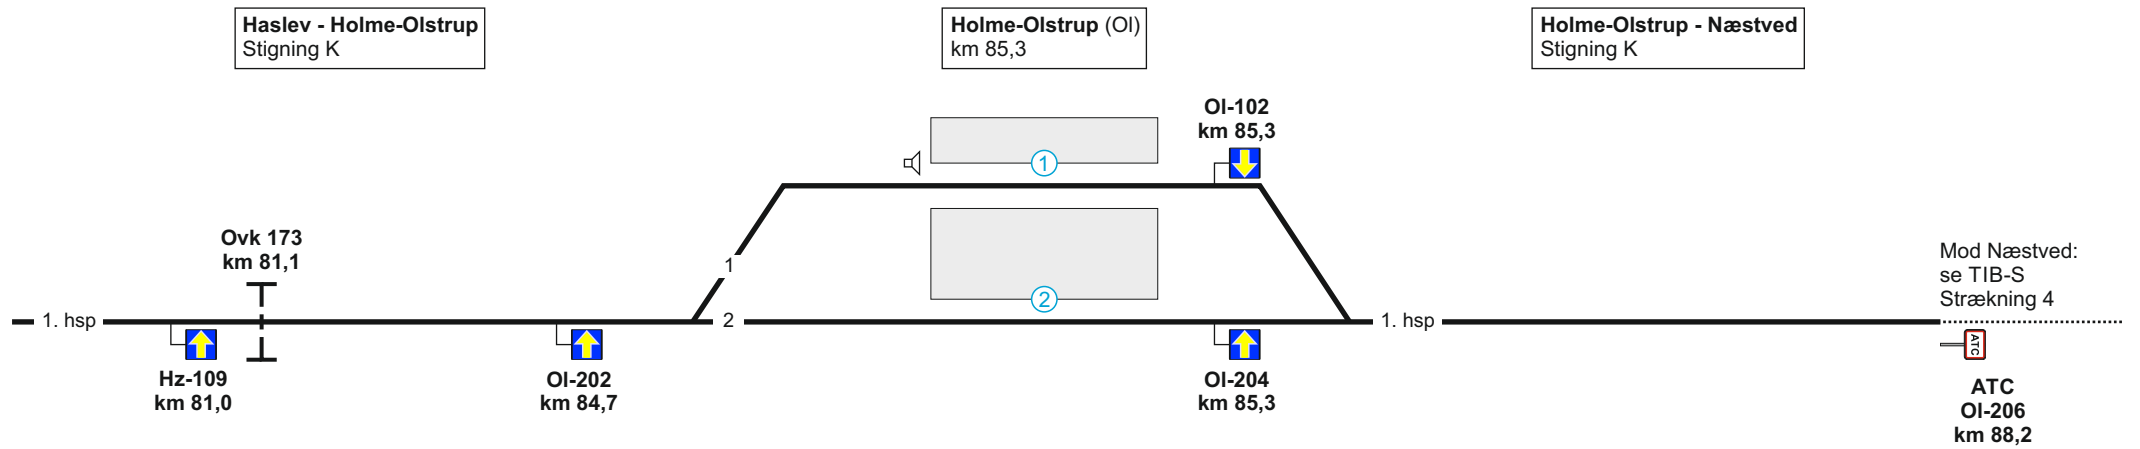 Haslev - Holme-Olstrup
Stigning K
Holme-Olstrup (Ol)
km 85,3
Holme-Olstrup - Næstved
Stigning K
Ol-102
km 85,3
1
Ovk 173
km 81,1
1
2
Mod Næstved:
se TIB-S
Strækning 4
1. hsp
2
1. hsp
ATC
Hz-109
km 81,0
Ol-202
km 84,7
Ol-204
km 85,3
ATC
Ol-206
km 88,2